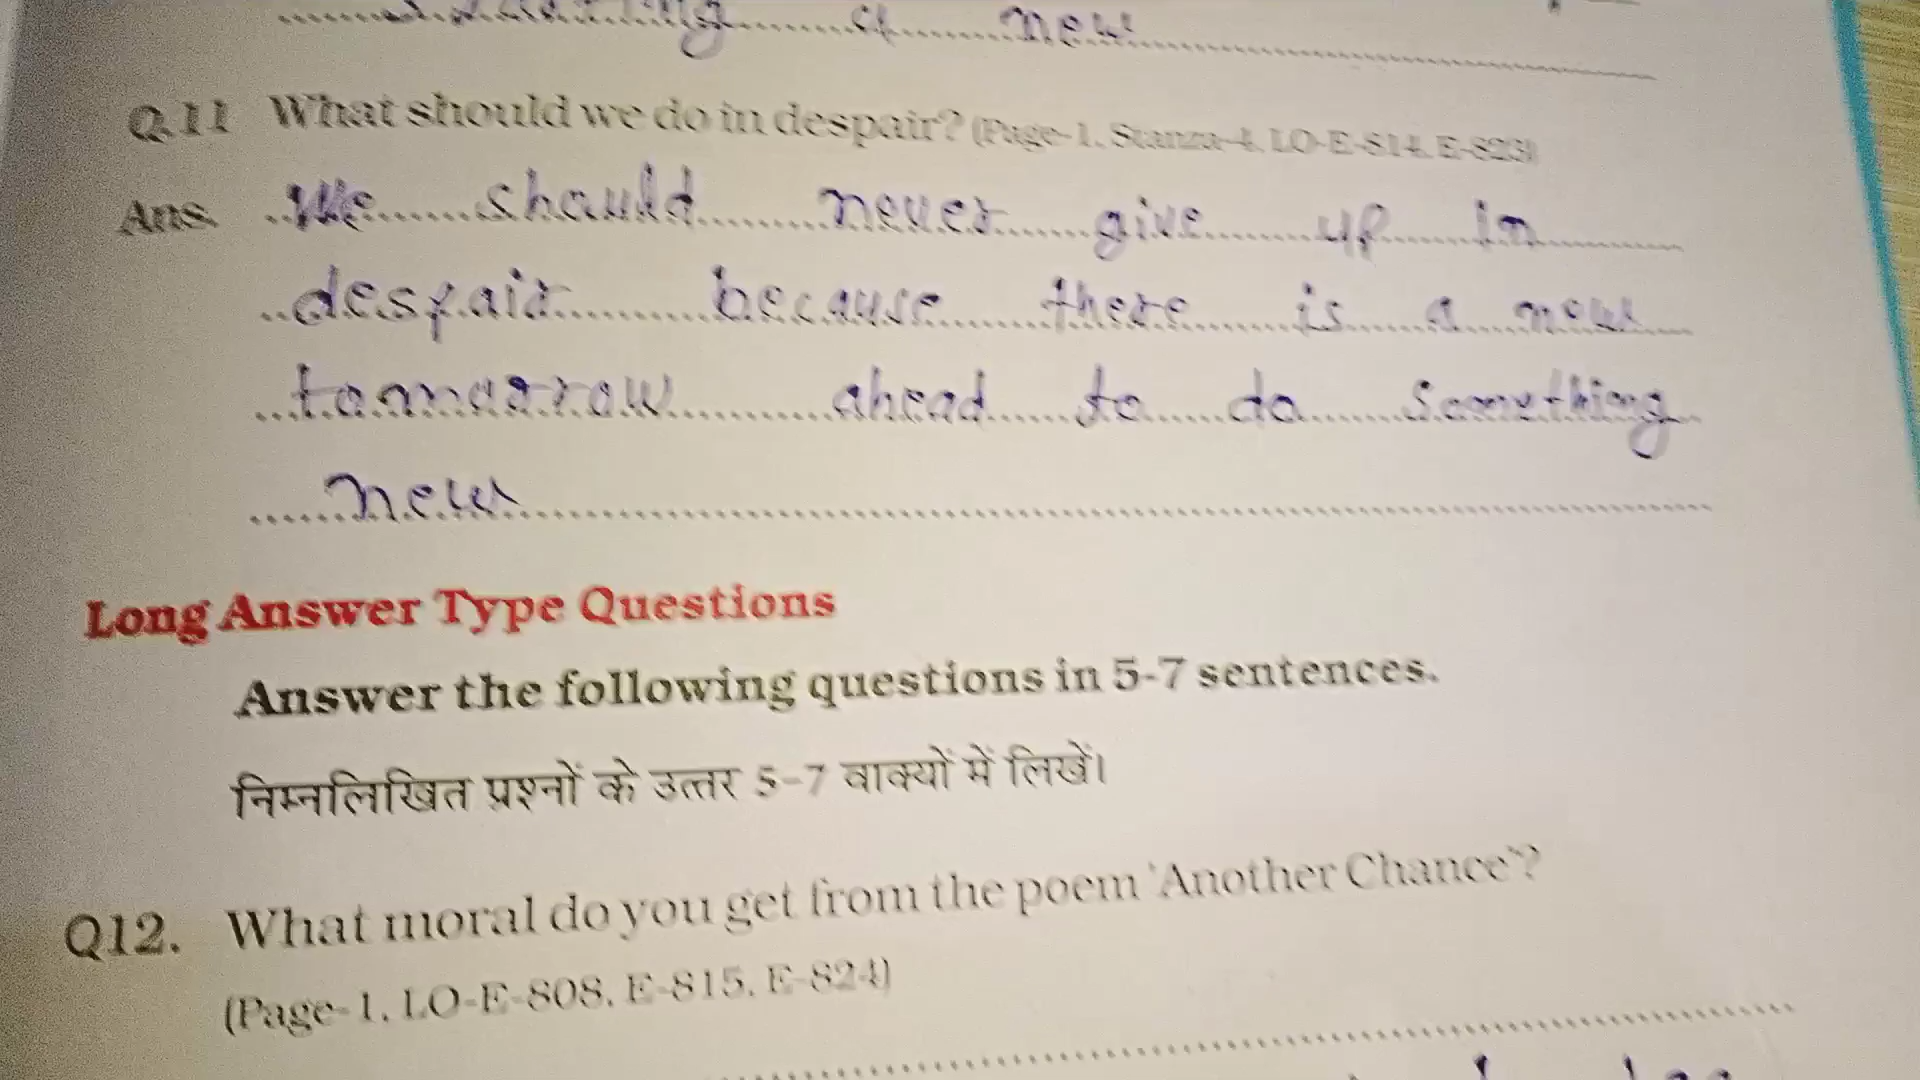 a new
Q.11 What should we do in despair? (Page-1, Stanza-4, LO-E-814, E-823)
Ans. We should never give up in
despair because there is a new
tommorrow ahead to do something
new
Long Answer Type Questions
Answer the following questions in 5-7 sentences.
निम्नलिखित प्रश्नों के उत्तर 5-7 वाक्यों में लिखें।
Q12. What moral do you get from the poem 'Another Chance'?
(Page-1, LO-E-808, E-815, E-824)